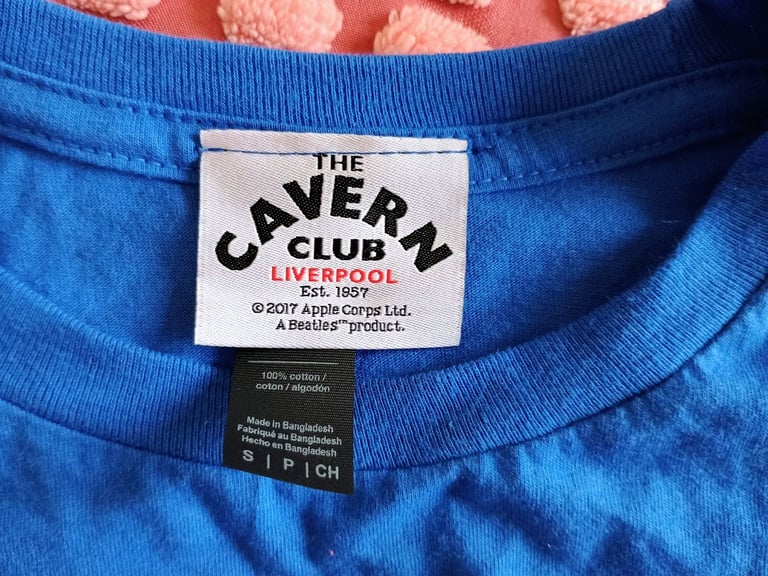 THE
CAVERN
CLUB
LIVERPOOL
Est. 1957
©2017 Apple Corps Ltd.
A Beatles™ product.
100% cotton /
coton / algodón
Made in Bangladesh
Fabriqué au Bangladesh
Hecho en Bangladesh
S | P | CH